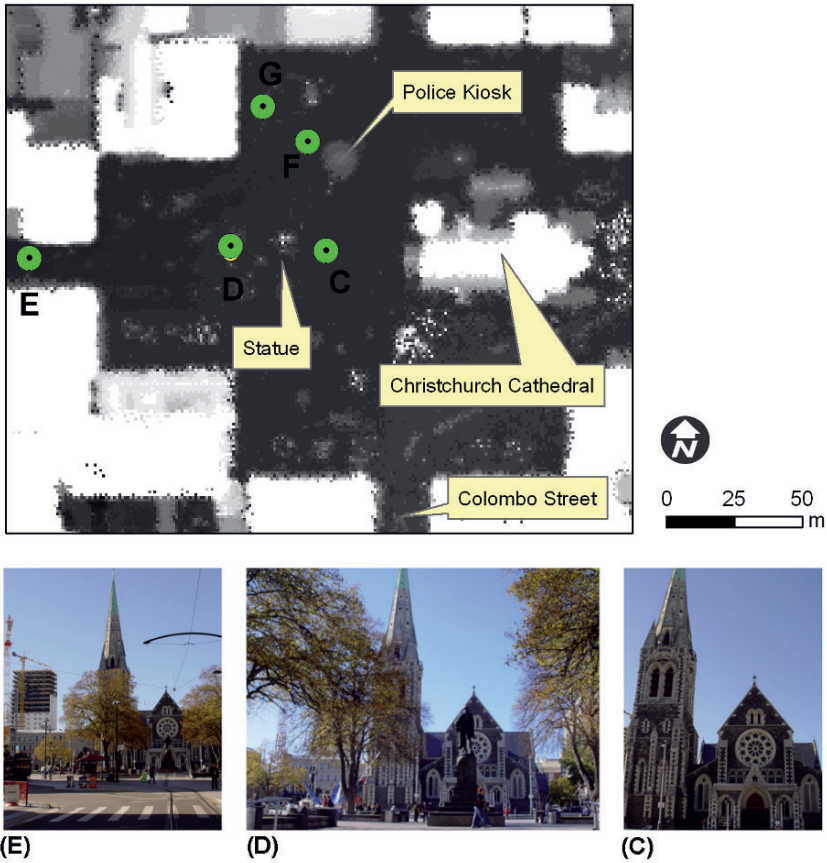 G
Police Kiosk
F
E
D
C
Statue
Christchurch Cathedral
N
Colombo Street
0 25 50
m
(E) (D) (C)